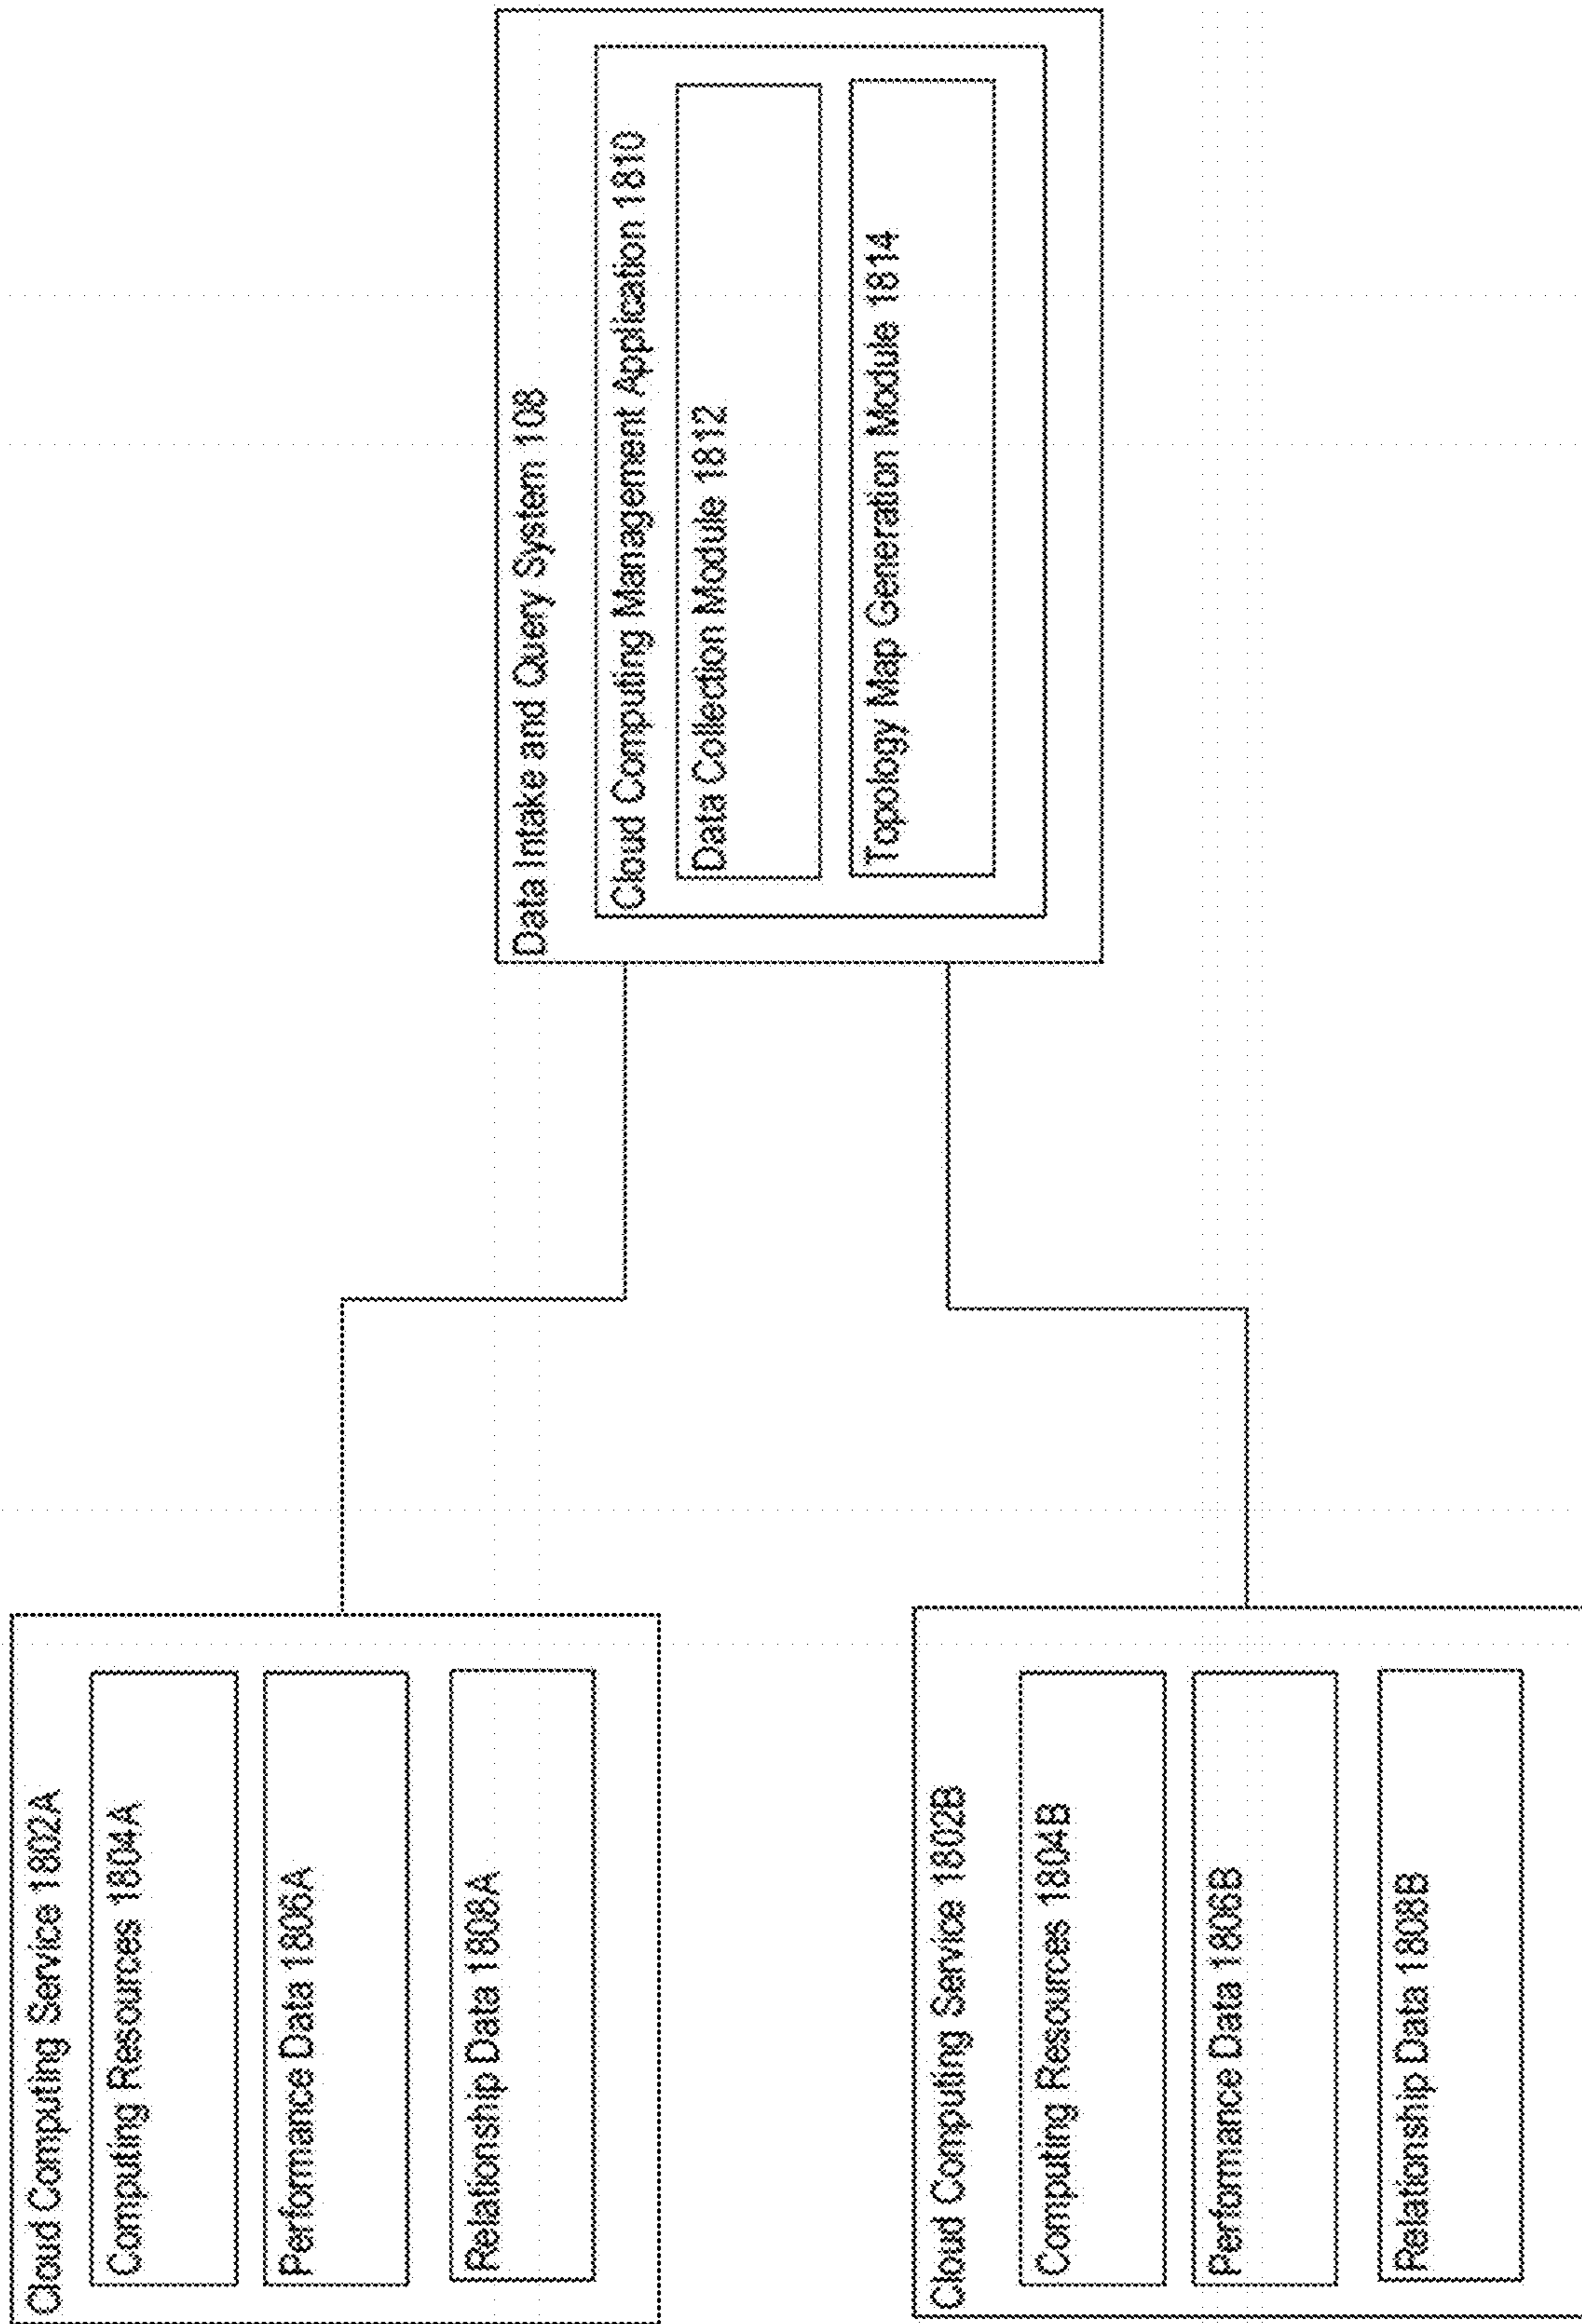 Cloud Computing Service 1802A
Computing Resources 1804A
Performance Data 1806A
Relationship Data 1808A
Cloud Computing Service 1802B
Computing Resources 1804B
Performance Data 1806B
Relationship Data 1808B
Data Intake and Query System 108
Cloud Computing Management Application 1810
Data Collection Module 1812
Topology Map Generation Module 1814